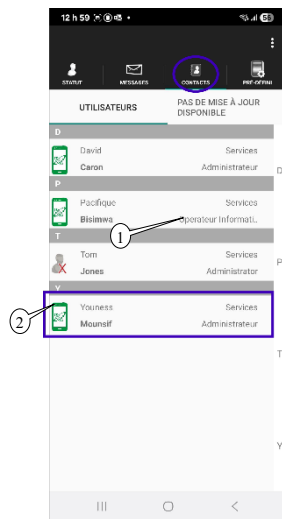 12 h 59
STATUT MESSAGES CONTACTS PRÉ-DÉFINI
UTILISATEURS PAS DE MISE À JOUR
DISPONIBLE
D
David Services
Caron Administrateur
D
P
Pacifique Services
Bisimwa Operateur Informati..
1
T
Tom Services
Jones Administrator
P
Y
Youness Services
2
Mounsif Administrateur
T
Y